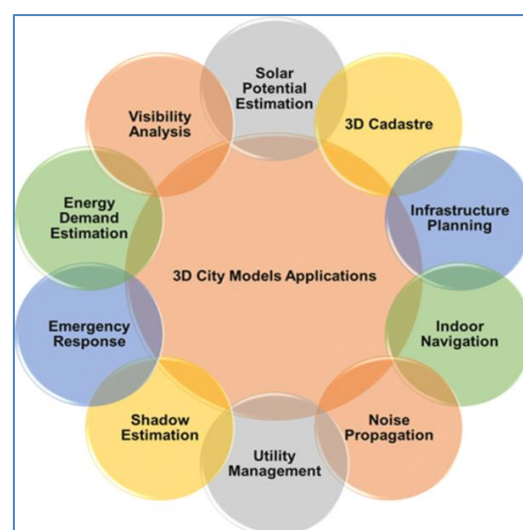 Solar
Potential
Estimation
3D Cadastre
Infrastructure
Planning
Indoor
Navigation
Noise
Propagation
Utility
Management
Shadow
Estimation
Emergency
Response
Energy
Demand
Estimation
Visibility
Analysis
3D City Models Applications